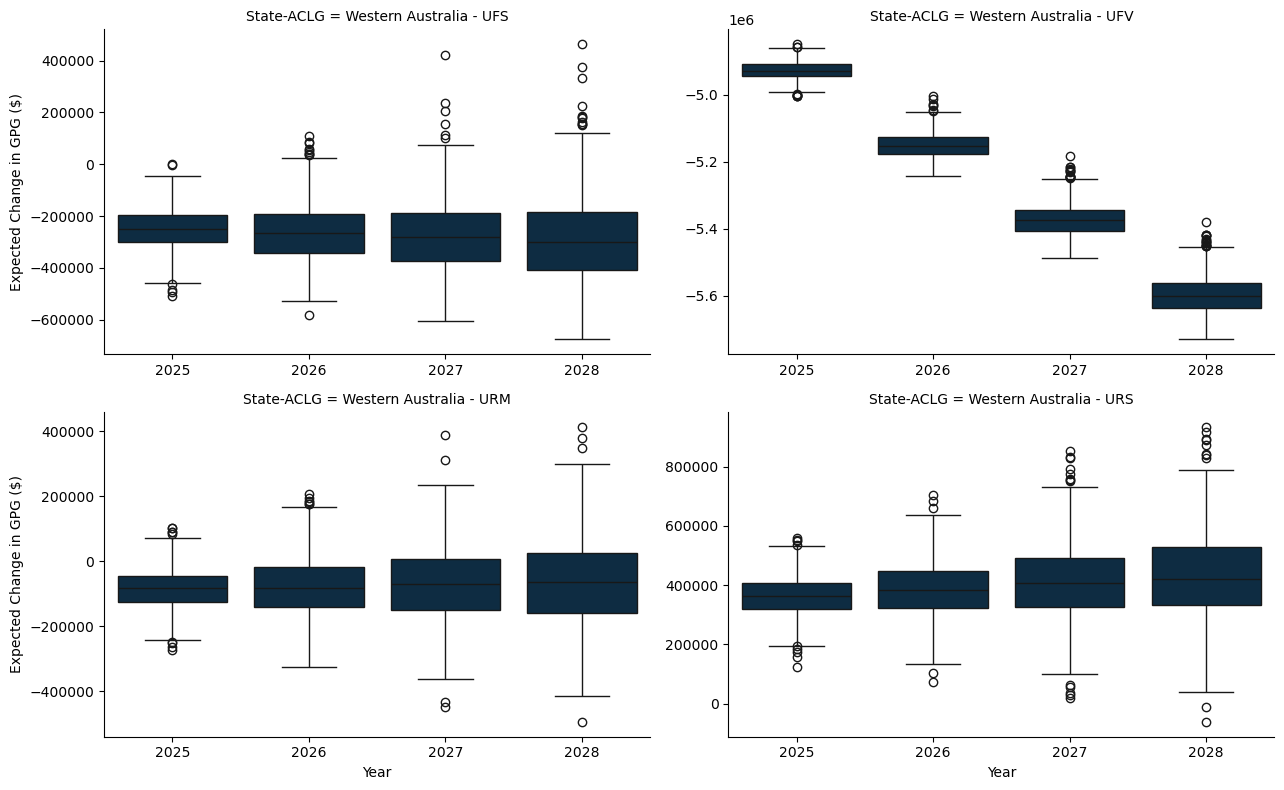 State-ACLG = Western Australia - UFS
State-ACLG = Western Australia - UFV
1e6
Expected Change in GPG ($)
400000
200000
0
−200000
−400000
−600000
2025 2026 2027 2028
−5.0
−5.2
−5.4
−5.6
2025 2026 2027 2028
State-ACLG = Western Australia - URM
State-ACLG = Western Australia - URS
Expected Change in GPG ($)
400000
200000
0
−200000
−400000
2025 2026 2027 2028
Year
800000
600000
400000
200000
0
2025 2026 2027 2028
Year